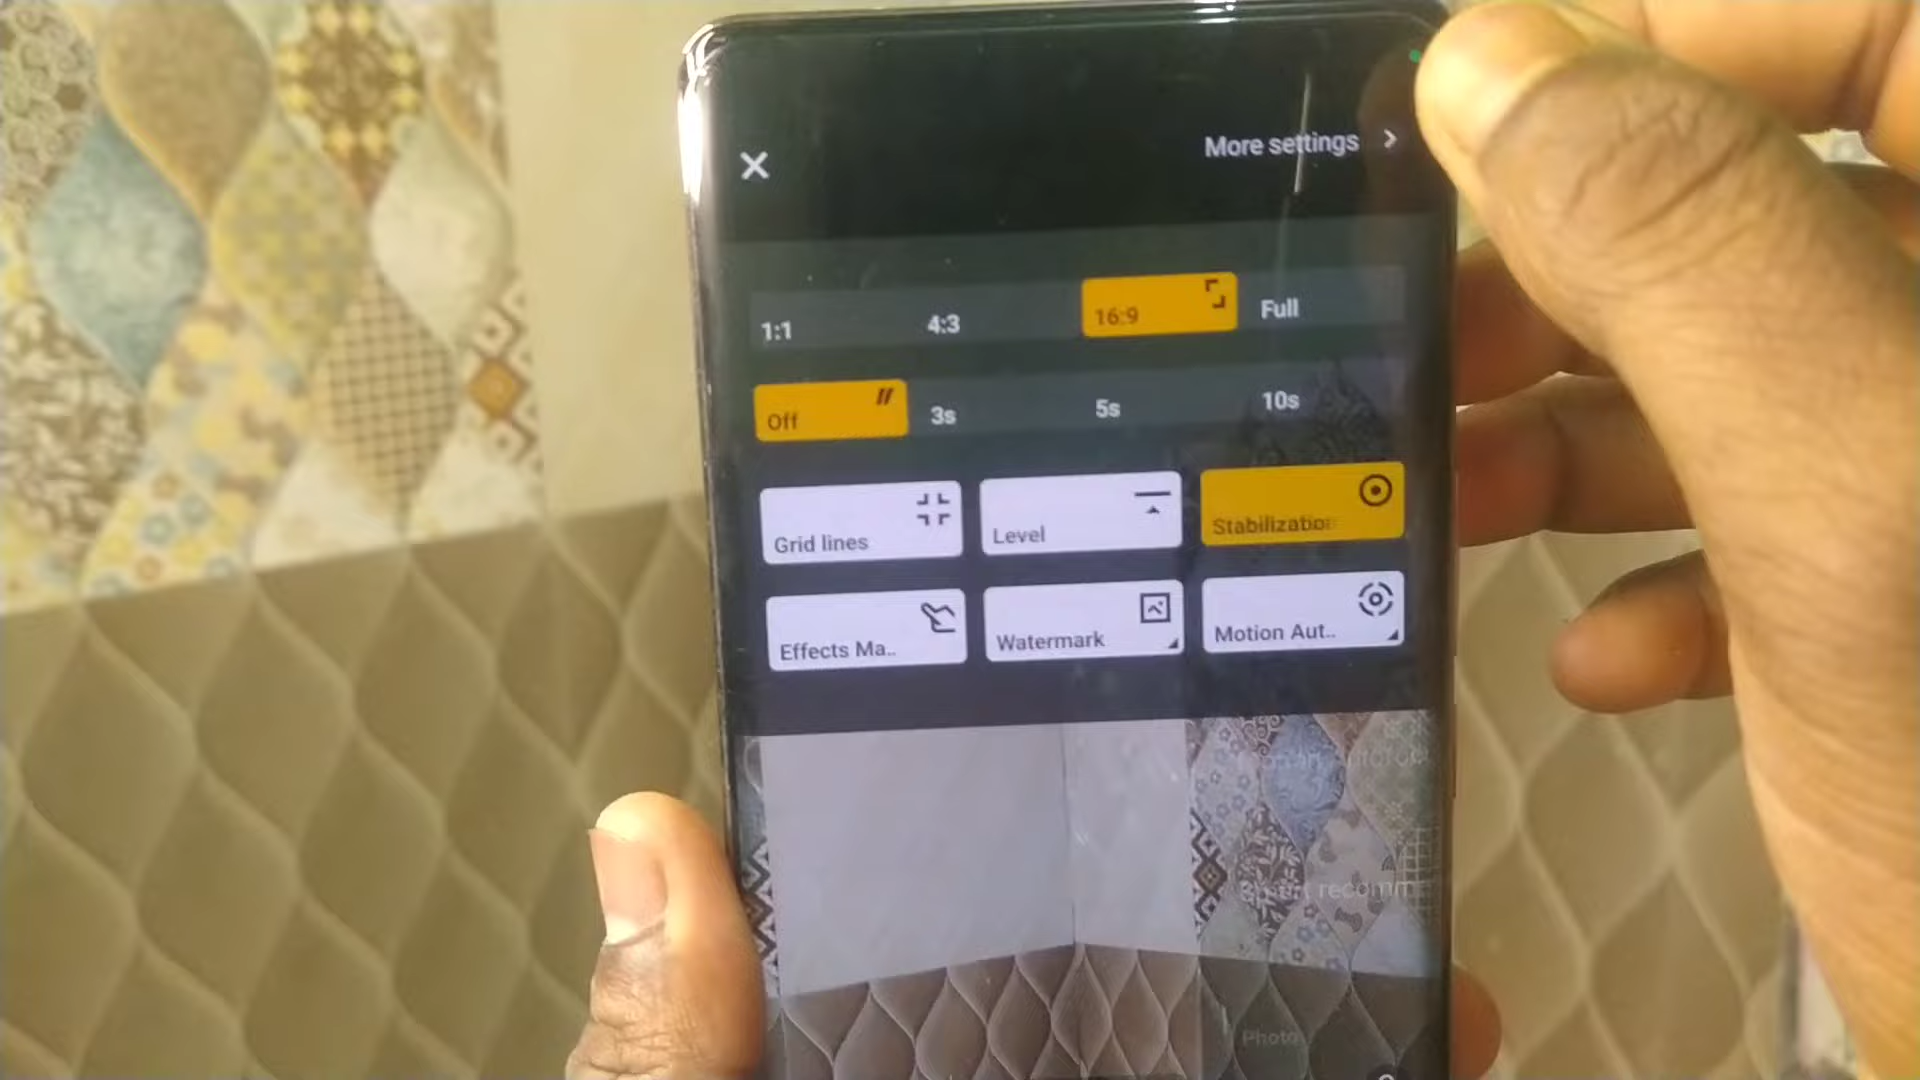 More settings
1:1 4:3 16:9 Full
Off 3s 5s 10s
Grid lines Level Stabilization
Effects Ma.. Watermark Motion Aut..
Photo